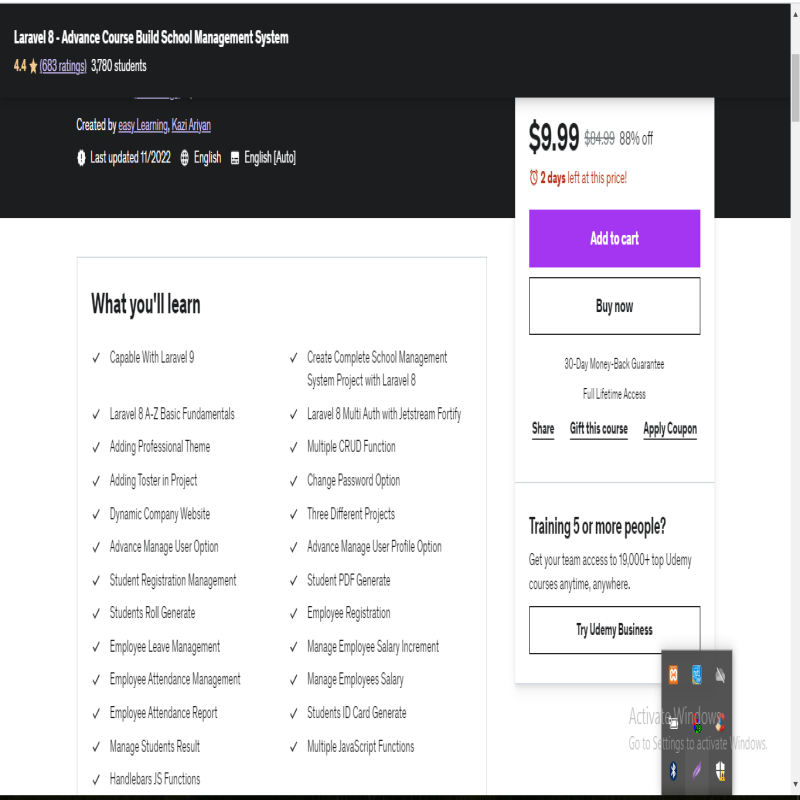 Laravel 8 - Advance Course Build School Management System
4.4 ★ (683 ratings) 3,780 students
Created by easy Learning, Kazi Ariyan
Last updated 11/2022 English English [Auto]
$9.99 $84.99 88% off
2 days left at this price!
Add to cart
Buy now
30-Day Money-Back Guarantee
Full Lifetime Access
Share Gift this course Apply Coupon
Training 5 or more people?
Get your team access to 19,000+ top Udemy
courses anytime, anywhere.
Try Udemy Business
What you'll learn
✓ Capable With Laravel 9
✓ Create Complete School Management
System Project with Laravel 8
✓ Laravel 8 A-Z Basic Fundamentals
✓ Laravel 8 Multi Auth with Jetstream Fortify
✓ Adding Professional Theme
✓ Multiple CRUD Function
✓ Adding Toster in Project
✓ Change Password Option
✓ Dynamic Company Website
✓ Three Different Projects
✓ Advance Manage User Option
✓ Advance Manage User Profile Option
✓ Student Registration Management
✓ Student PDF Generate
✓ Students Roll Generate
✓ Employee Registration
✓ Employee Leave Management
✓ Manage Employee Salary Increment
✓ Employee Attendance Management
✓ Manage Employees Salary
✓ Employee Attendance Report
✓ Students ID Card Generate
✓ Manage Students Result
✓ Multiple JavaScript Functions
✓ Handlebars JS Functions
Activate Windows
Go to Settings to activate Windows.